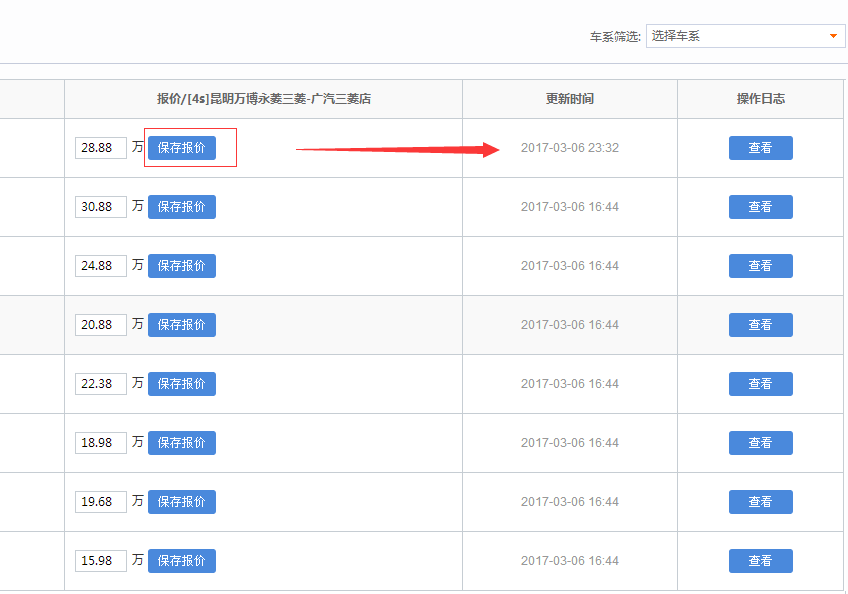 车系筛选: 选择车系
报价/[4s]昆明万博永菱三菱-广汽三菱店 更新时间 操作日志
28.88 万 保存报价 2017-03-06 23:32 查看
30.88 万 保存报价 2017-03-06 16:44 查看
24.88 万 保存报价 2017-03-06 16:44 查看
20.88 万 保存报价 2017-03-06 16:44 查看
22.38 万 保存报价 2017-03-06 16:44 查看
18.98 万 保存报价 2017-03-06 16:44 查看
19.68 万 保存报价 2017-03-06 16:44 查看
15.98 万 保存报价 2017-03-06 16:44 查看